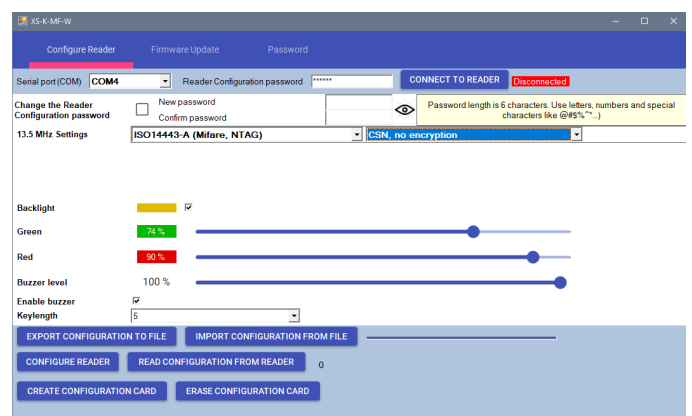 XS-K-MF-W
Configure Reader Firmware Update Password
Serial port (COM) COM4 Reader Configuration password ****** CONNECT TO READER Disconnected
Change the Reader New password Password length is 6 characters. Use letters, numbers and special
Configuration password Confirm password characters like @#$%^*...)
13.5 MHz Settings ISO14443-A (Mifare, NTAG) CSN, no encryption
Backlight
Green 74 %
Red 90 %
Buzzer level 100 %
Enable buzzer
Keylength 5
EXPORT CONFIGURATION TO FILE IMPORT CONFIGURATION FROM FILE
CONFIGURE READER READ CONFIGURATION FROM READER 0
CREATE CONFIGURATION CARD ERASE CONFIGURATION CARD